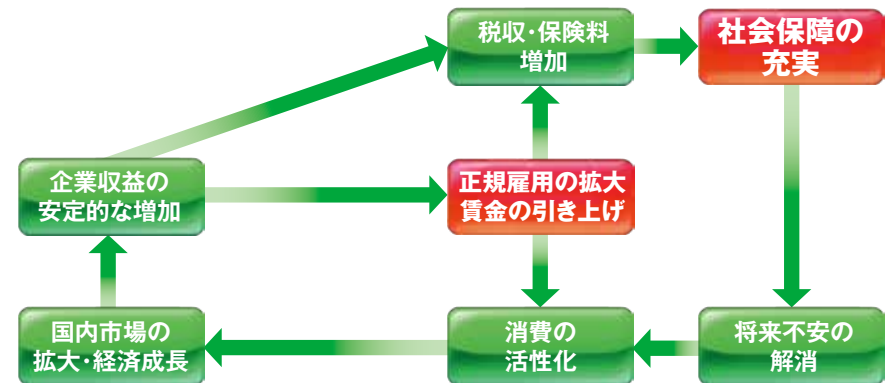 税収・保険料
増加
社会保障の
充実
企業収益の
安定的な増加
正規雇用の拡大
賃金の引き上げ
国内市場の
拡大・経済成長
消費の
活性化
将来不安の
解消